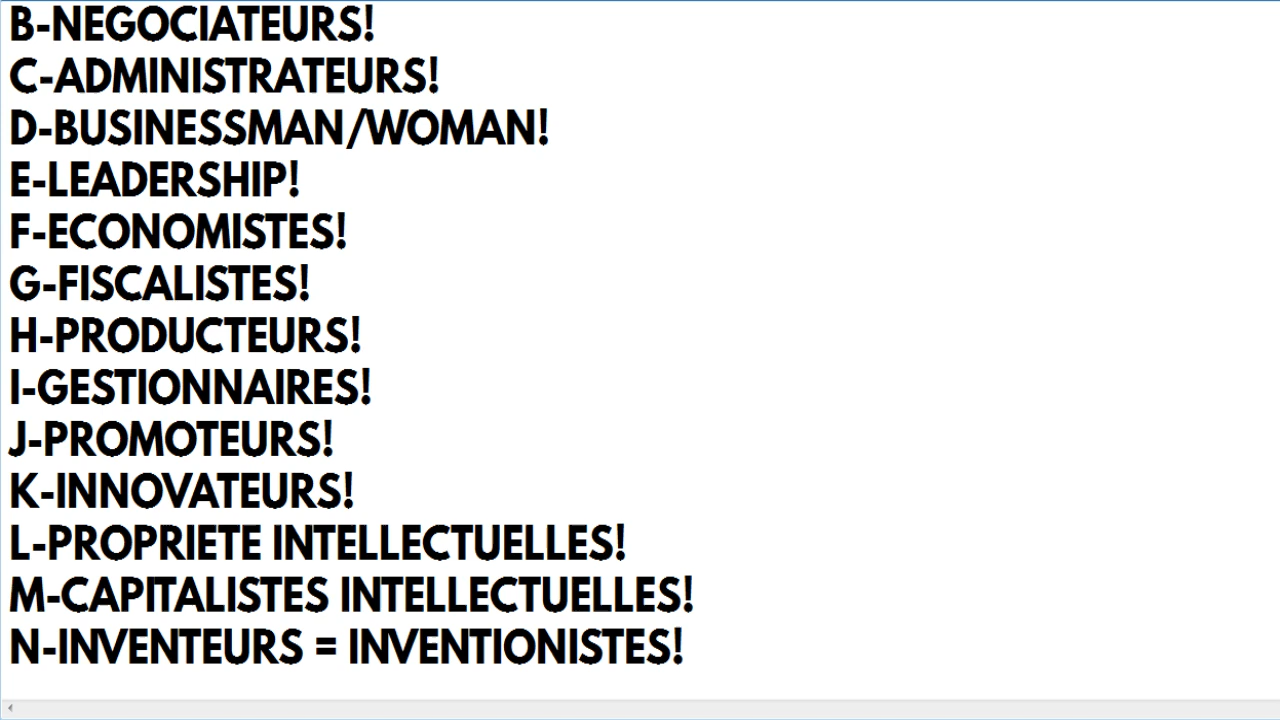 B-NEGOCIATEURS!
C-ADMINISTRATEURS!
D-BUSINESSMAN/WOMAN!
E-LEADERSHIP!
F-ECONOMISTES!
G-FISCALISTES!
H-PRODUCTEURS!
I-GESTIONNAIRES!
J-PROMOTEURS!
K-INNOVATEURS!
L-PROPRIETE INTELLECTUELLES!
M-CAPITALISTES INTELLECTUELLES!
N-INVENTEURS = INVENTIONISTES!